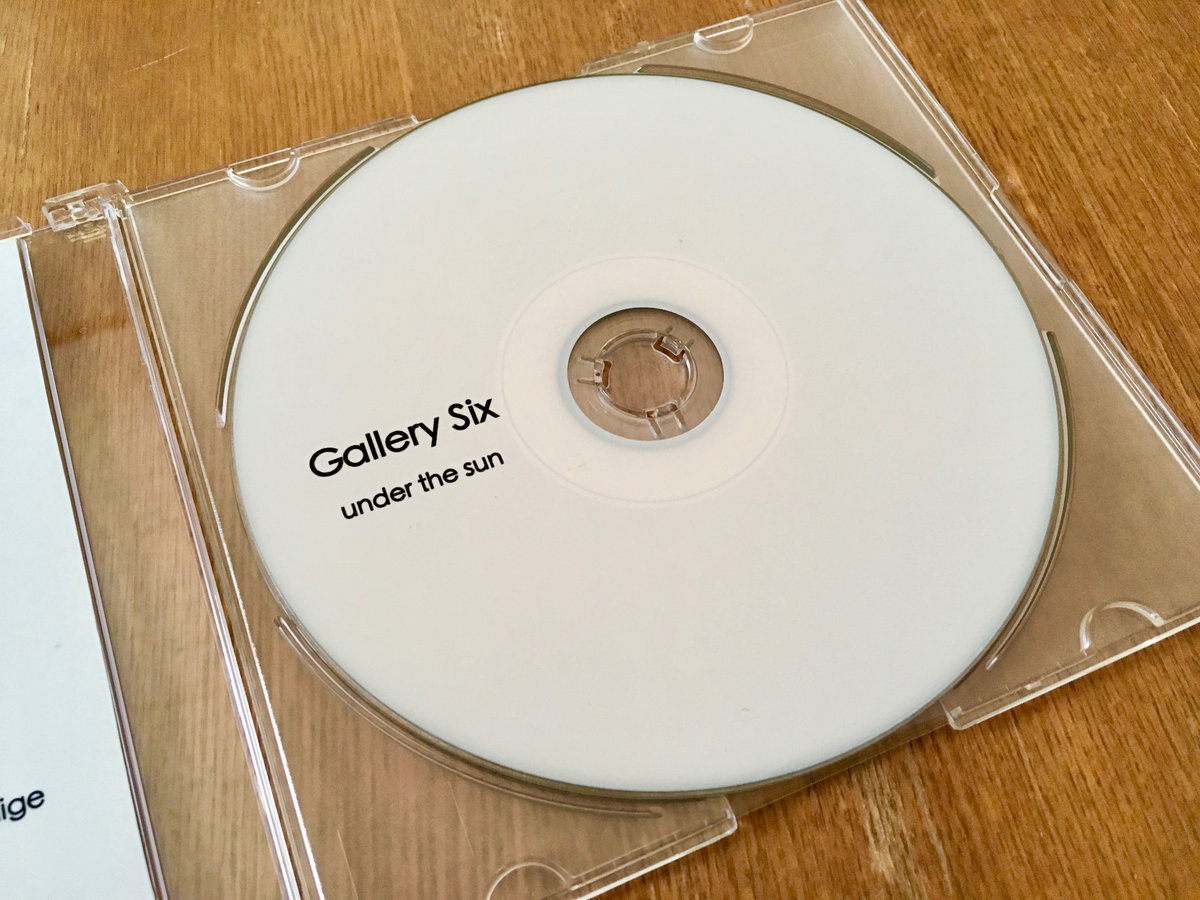 Gallery Six
under the sun